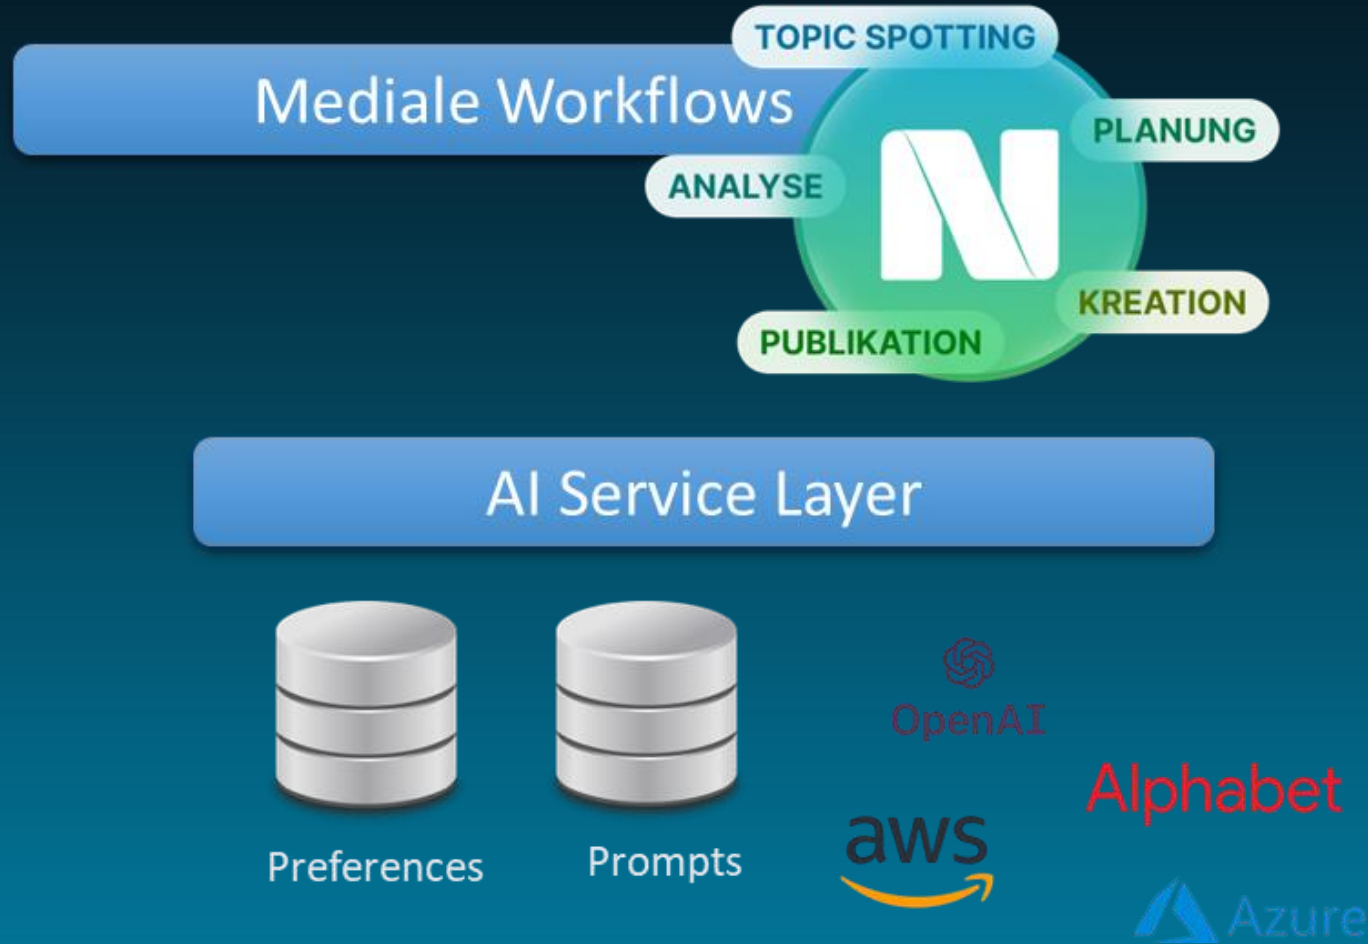 TOPIC SPOTTING
Mediale Workflows
PLANUNG
ANALYSE
N
KREATION
PUBLIKATION
AI Service Layer
OpenAI
Alphabet
aws
Preferences
Prompts
Azure